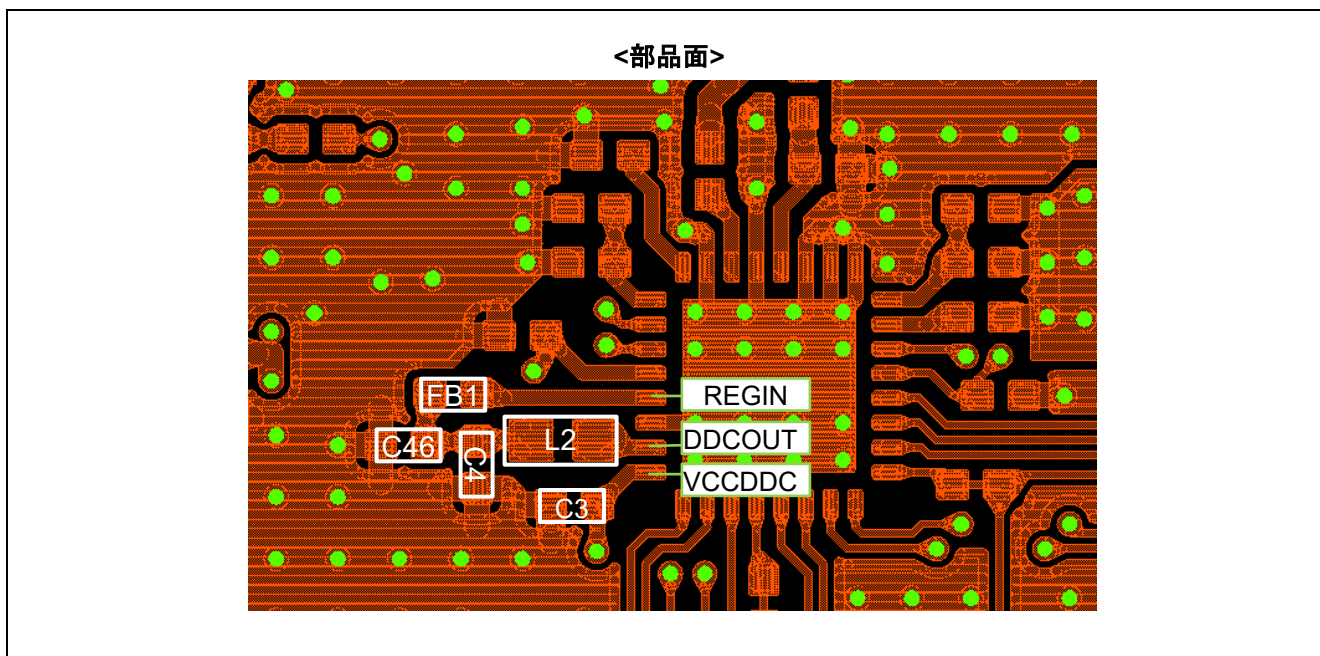 <部品面>
FB1
REGIN
C46
C4
L2
DDCOUT
VCCDDC
C3